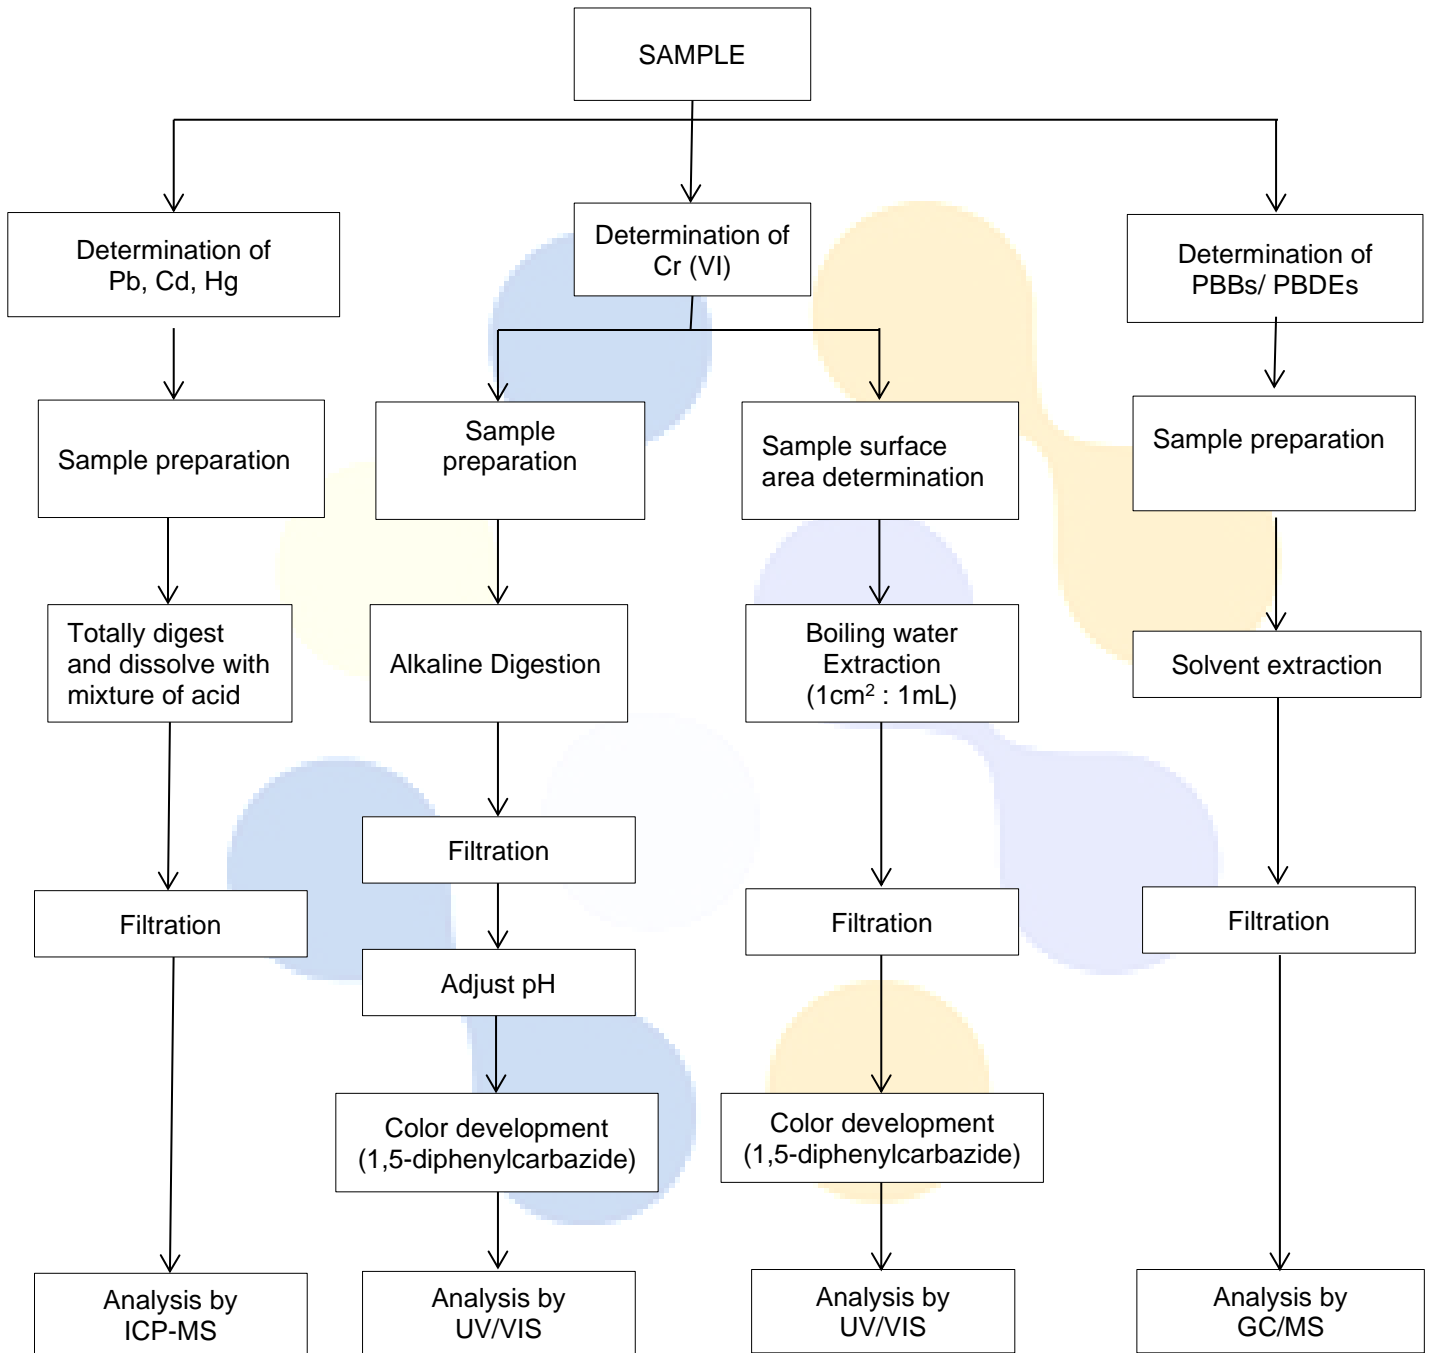 SAMPLE
Determination of
Pb, Cd, Hg
Determination of
Cr (VI)
Determination of
PBBs/ PBDEs
Sample preparation
Sample
preparation
Sample surface
area determination
Sample preparation
Totally digest
and dissolve with
mixture of acid
Alkaline Digestion
Boiling water
Extraction
(1cm² : 1mL)
Solvent extraction
Filtration
Filtration
Filtration
Filtration
Adjust pH
Color development
(1,5-diphenylcarbazide)
Color development
(1,5-diphenylcarbazide)
Analysis by
ICP-MS
Analysis by
UV/VIS
Analysis by
UV/VIS
Analysis by
GC/MS